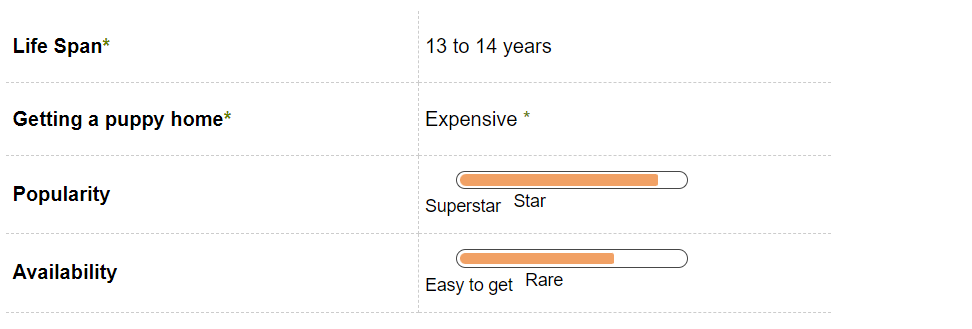 Life Span* 13 to 14 years
Getting a puppy home* Expensive *
Popularity
Superstar Star
Availability
Easy to get Rare